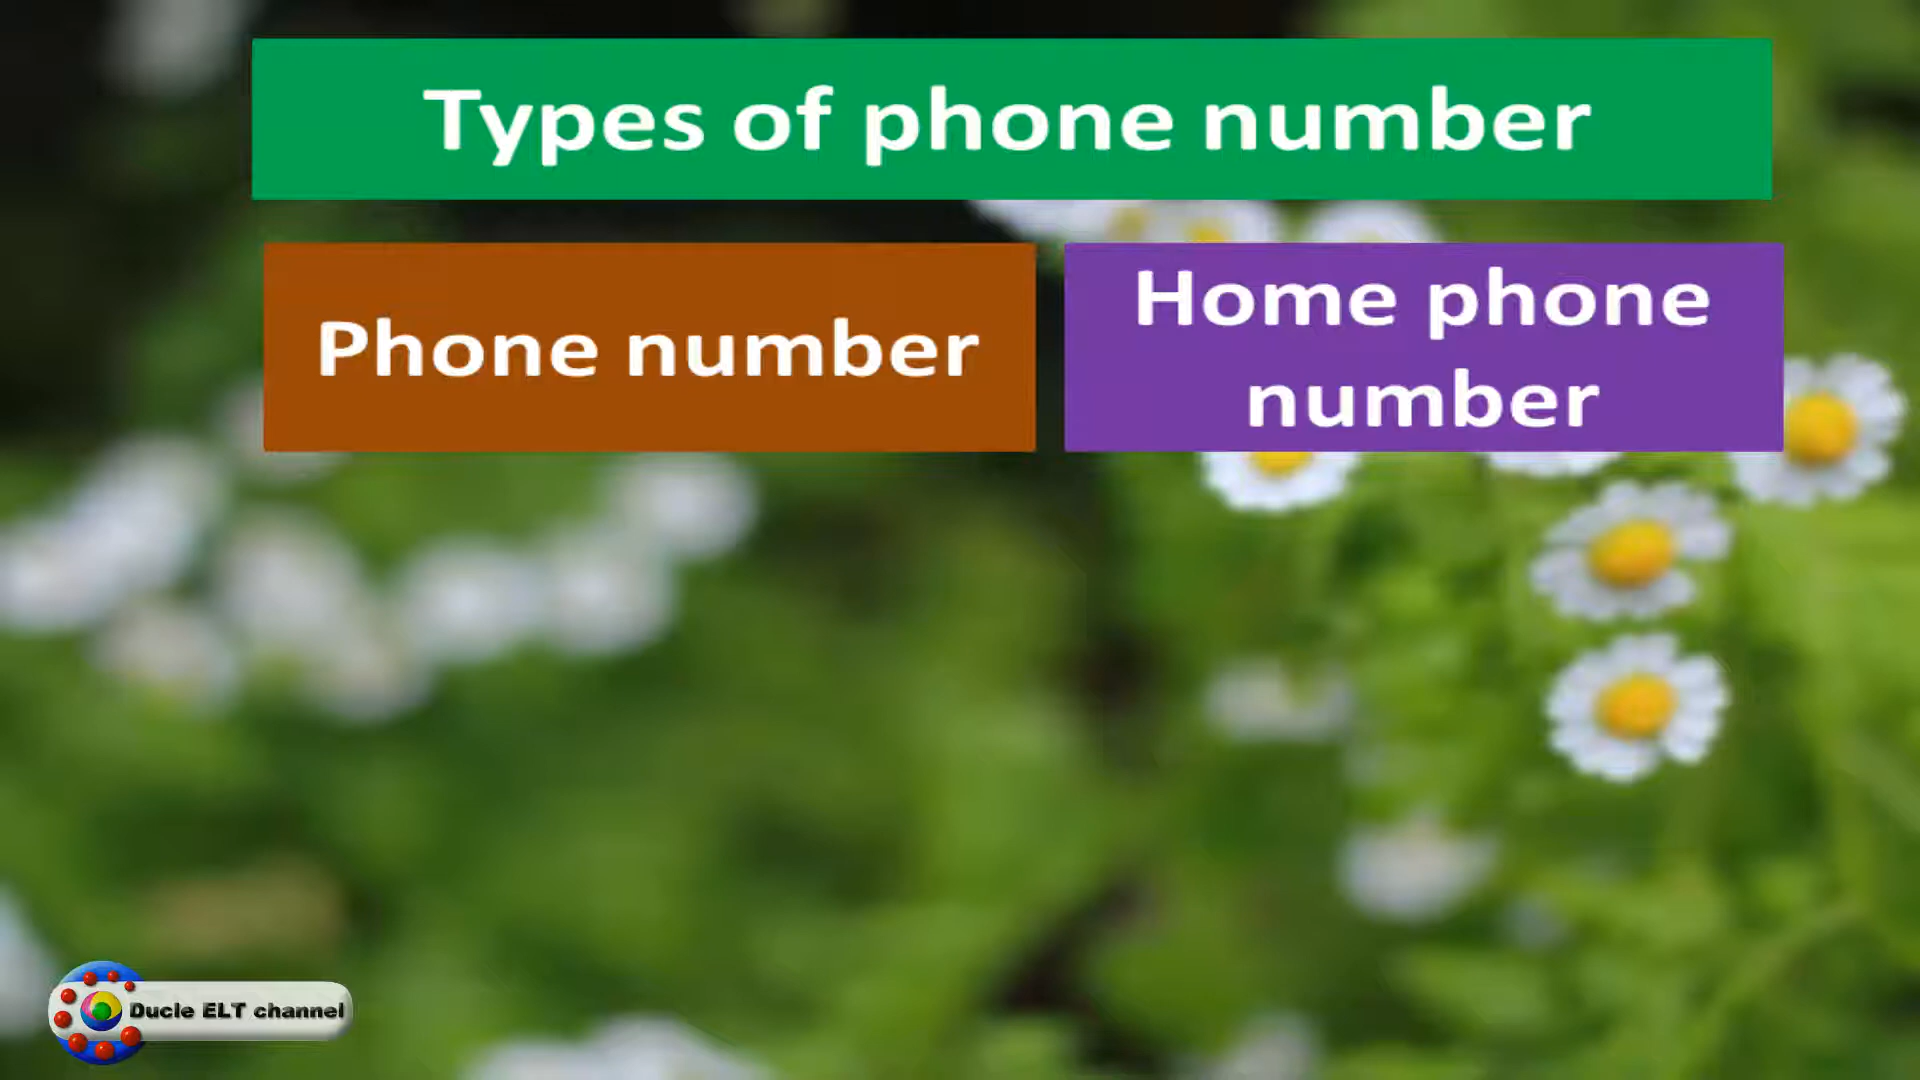 Types of phone number
Phone number
Home phone
number
Ducle ELT channel